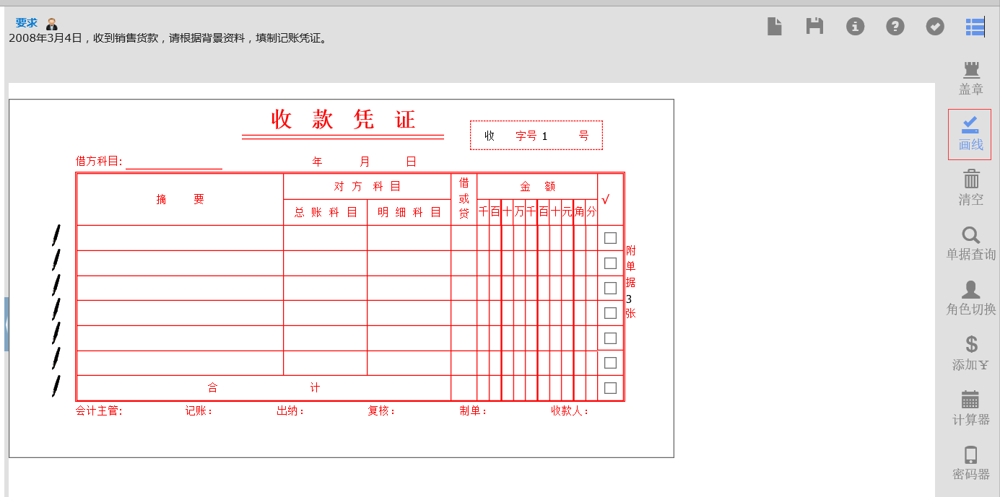 要求
2008年3月4日，收到销售货款，请根据背景资料，填制记账凭证。
收 款 凭 证
收 字号 1 号
借方科目: 年 月 日
摘 要
对 方 科 目
总 账 科 目
明 细 科 目
借
或
贷
金 额
千百十万千百十元角分
√
附
单
据
3
张
合 计
会计主管: 记账: 出纳: 复核: 制单: 收款人:
盖章
画线
清空
单据查询
角色切换
添加￥
计算器
密码器